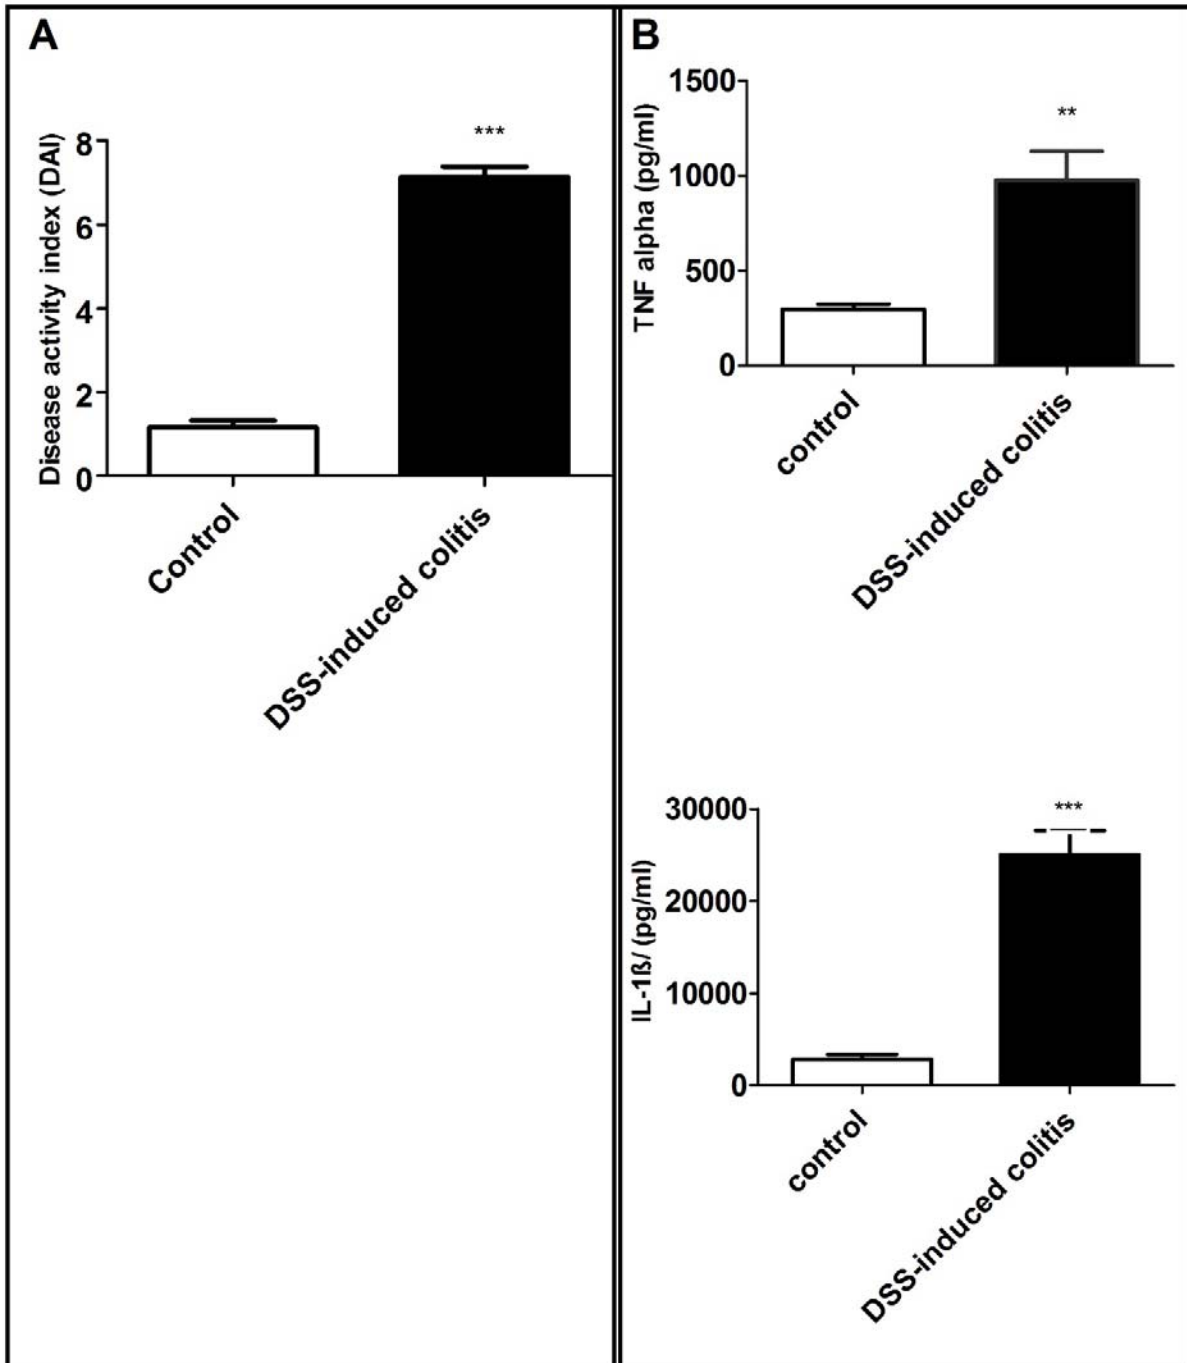 A
Disease activity index (DAI)
8
6
4
2
0
***
Control
DSS-induced colitis
B
TNF alpha (pg/ml)
1500
1000
500
0
**
control
DSS-induced colitis
IL-1ß/ (pg/ml)
30000
20000
10000
0
***
control
DSS-induced colitis